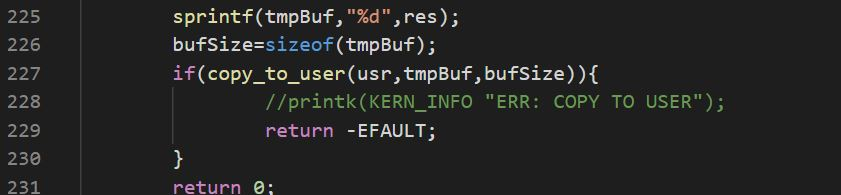 225 sprintf(tmpBuf,"%d",res);
226 bufSize=sizeof(tmpBuf);
227 if(copy_to_user(usr,tmpBuf,bufSize)){
228 //printk(KERN_INFO "ERR: COPY TO USER");
229 return -EFAULT;
230 }
231 return 0;